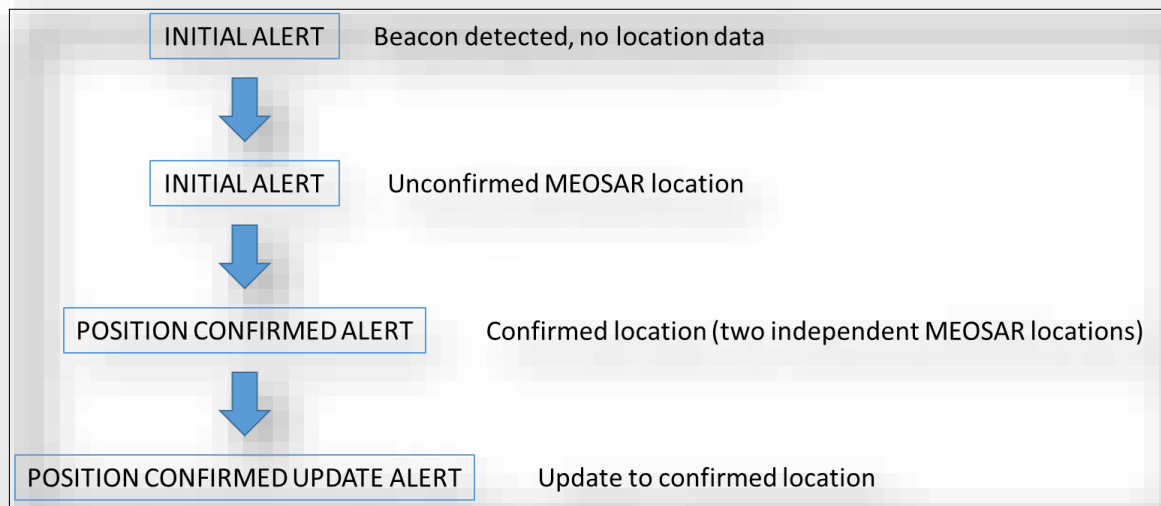 INITIAL ALERT Beacon detected, no location data
INITIAL ALERT Unconfirmed MEOSAR location
POSITION CONFIRMED ALERT Confirmed location (two independent MEOSAR locations)
POSITION CONFIRMED UPDATE ALERT Update to confirmed location